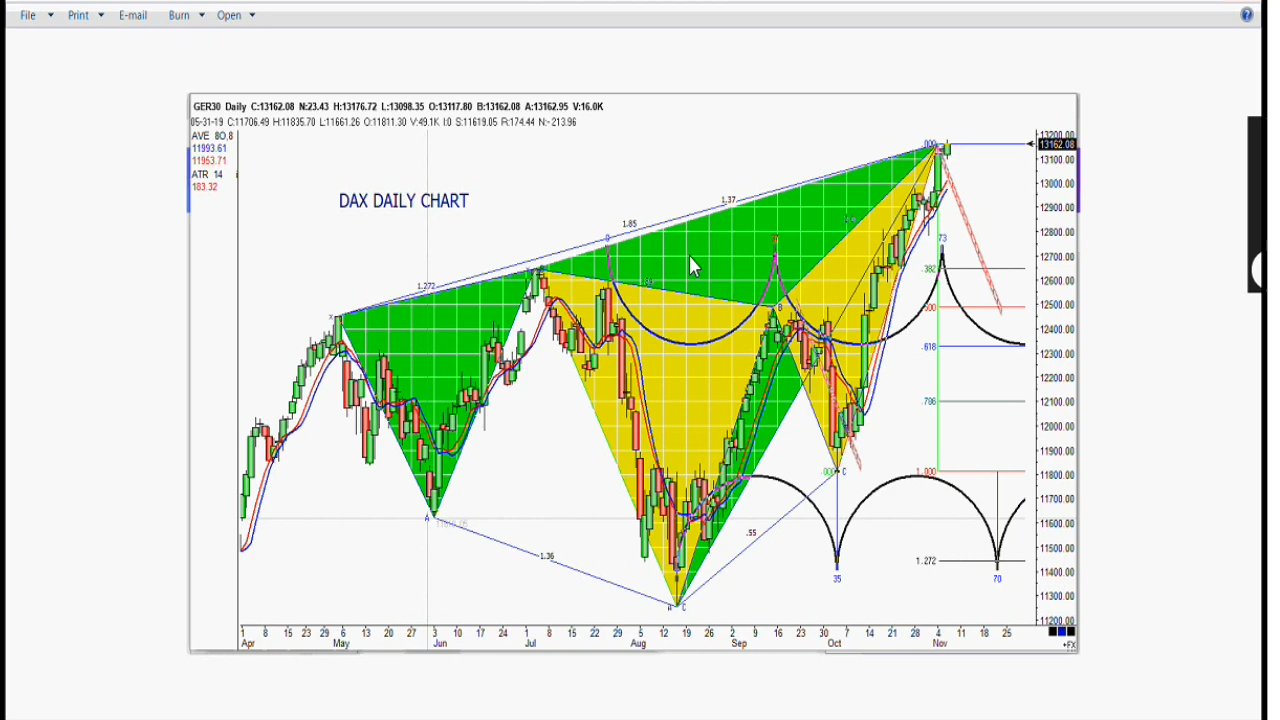 File Print E-mail Burn Open
GER30 Daily C:13162.08 N:23.43 H:13176.72 L:13098.35 O:13117.80 B:13162.08 A:13162.95 V:16.0K
05-31-19 C:11706.49 H:11835.70 L:11661.26 O:11811.30 V:49.1K I:0 S:11619.05 R:174.44 N:-213.96
AVE 80,8
11993.61
11953.71
ATR 14
183.32
DAX DAILY CHART
13200.00
13162.08
13100.00
13000.00
12900.00
12800.00
12700.00
12600.00
12500.00
12400.00
12300.00
12200.00
12100.00
12000.00
11900.00
11800.00
11700.00
11600.00
11500.00
11400.00
11300.00
11200.00
.000
1.37
1.85
1.272
X
B
73
.382
.500
.618
.786
1.000
1.272
.000 C
A
.55
1.36
A C
35
70
1 8 15 23 29 6 13 20 27 3 10 17 24 1 8 15 22 29 5 12 19 26 2 9 16 23 30 7 14 21 28 4 11 18 25
Apr May Jun Jul Aug Sep Oct Nov
+FX